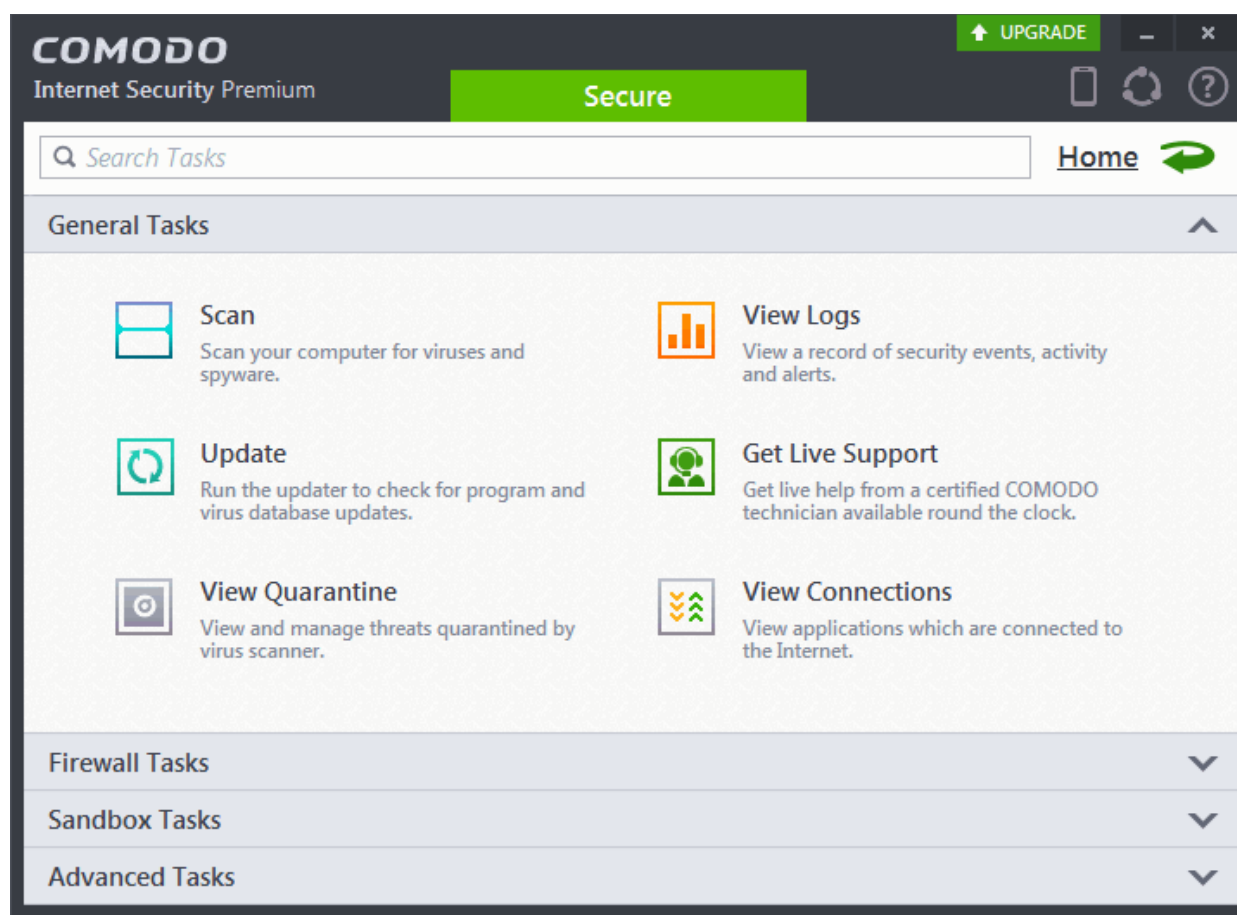 COMODO
Internet Security Premium
UPGRADE
Secure
Search Tasks
Home
General Tasks
Scan
Scan your computer for viruses and
spyware.
View Logs
View a record of security events, activity
and alerts.
Update
Run the updater to check for program and
virus database updates.
Get Live Support
Get live help from a certified COMODO
technician available round the clock.
View Quarantine
View and manage threats quarantined by
virus scanner.
View Connections
View applications which are connected to
the Internet.
Firewall Tasks
Sandbox Tasks
Advanced Tasks